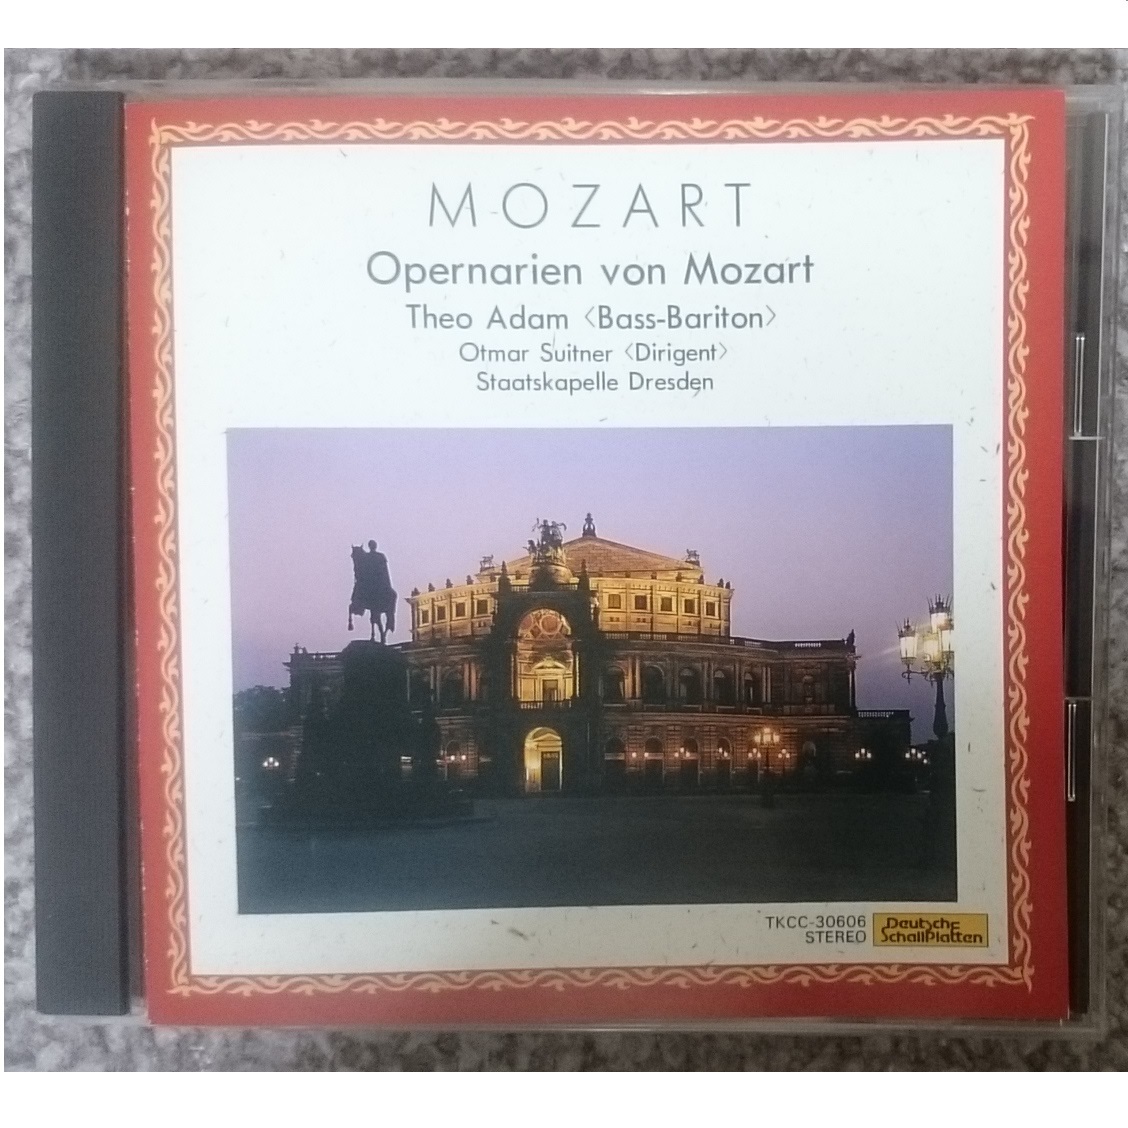 MOZART
Opernarien von Mozart
Theo Adam 〈Bass-Bariton〉
Otmar Suitner 〈Dirigent〉
Staatskapelle Dresden
TKCC-30606
STEREO
Deutsche
Schallplatten